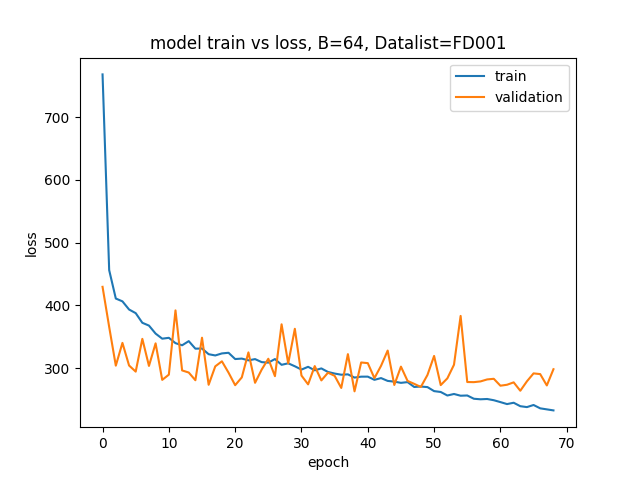 model train vs loss, B=64, Datalist=FD001
train
validation
700
600
500
400
300
loss
0 10 20 30 40 50 60 70
epoch